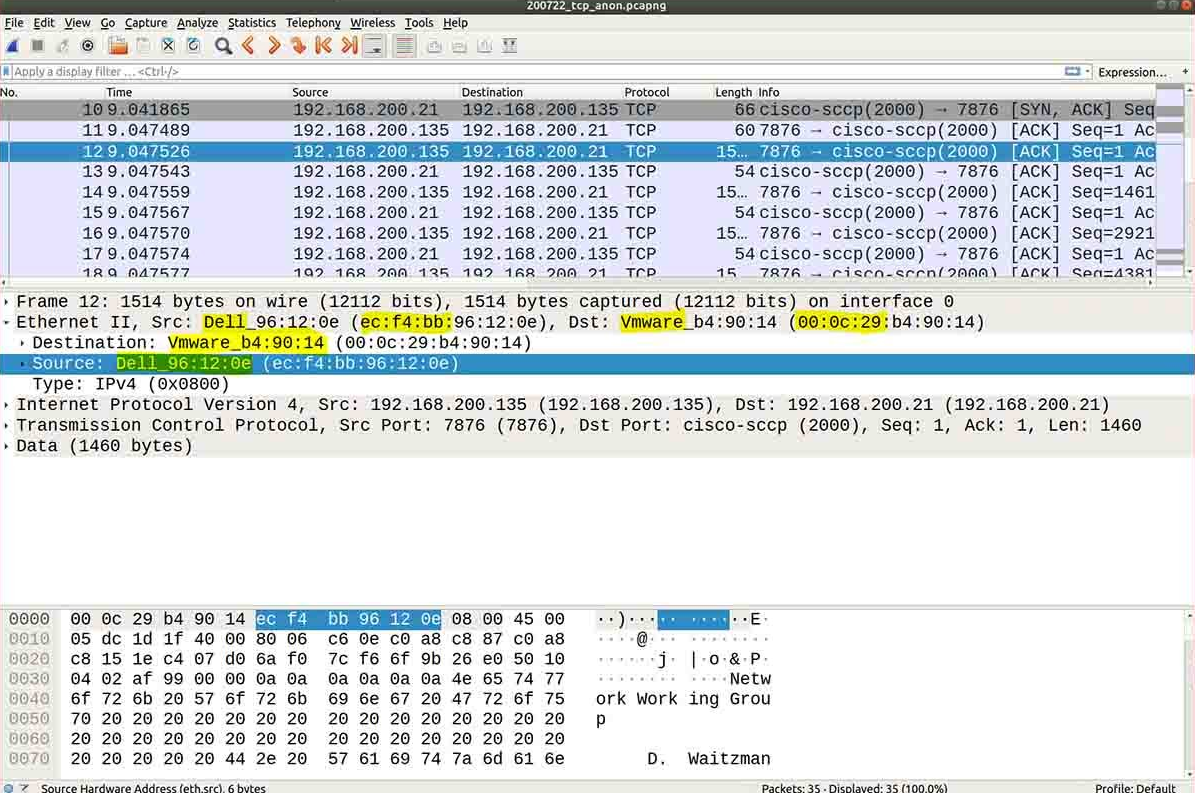 200722_tcp_anon.pcapng
File Edit View Go Capture Analyze Statistics Telephony Wireless Tools Help
Apply a display filter ... <Ctrl-/> Expression... +
No. Time Source Destination Protocol Length Info
10 9.041865 192.168.200.21 192.168.200.135 TCP 66 cisco-sccp(2000) → 7876 [SYN, ACK] Seq
11 9.047489 192.168.200.135 192.168.200.21 TCP 60 7876 → cisco-sccp(2000) [ACK] Seq=1 Ac
12 9.047526 192.168.200.135 192.168.200.21 TCP 15… 7876 → cisco-sccp(2000) [ACK] Seq=1 Ac
13 9.047543 192.168.200.21 192.168.200.135 TCP 54 cisco-sccp(2000) → 7876 [ACK] Seq=1 Ac
14 9.047559 192.168.200.135 192.168.200.21 TCP 15… 7876 → cisco-sccp(2000) [ACK] Seq=1461
15 9.047567 192.168.200.21 192.168.200.135 TCP 54 cisco-sccp(2000) → 7876 [ACK] Seq=1 Ac
16 9.047570 192.168.200.135 192.168.200.21 TCP 15… 7876 → cisco-sccp(2000) [ACK] Seq=2921
17 9.047574 192.168.200.21 192.168.200.135 TCP 54 cisco-sccp(2000) → 7876 [ACK] Seq=1 Ac
18 9.047577 192.168.200.135 192.168.200.21 TCP 15… 7876 → cisco-sccp(2000) [ACK] Seq=4381
Frame 12: 1514 bytes on wire (12112 bits), 1514 bytes captured (12112 bits) on interface 0
Ethernet II, Src: Dell_96:12:0e (ec:f4:bb:96:12:0e), Dst: Vmware_b4:90:14 (00:0c:29:b4:90:14)
Destination: Vmware_b4:90:14 (00:0c:29:b4:90:14)
Source: Dell_96:12:0e (ec:f4:bb:96:12:0e)
Type: IPv4 (0x0800)
Internet Protocol Version 4, Src: 192.168.200.135 (192.168.200.135), Dst: 192.168.200.21 (192.168.200.21)
Transmission Control Protocol, Src Port: 7876 (7876), Dst Port: cisco-sccp (2000), Seq: 1, Ack: 1, Len: 1460
Data (1460 bytes)
0000 00 0c 29 b4 90 14 ec f4 bb 96 12 0e 08 00 45 00 ··)··· ·· ······E·
0010 05 dc 1d 1f 40 00 80 06 c6 0e c0 a8 c8 87 c0 a8 ····@··· ········
0020 c8 15 1e c4 07 d0 6a f0 7c f6 6f 9b 26 e0 50 10 ······j· |·o·&·P·
0030 04 02 af 99 00 00 0a 0a 0a 0a 0a 0a 4e 65 74 77 ········ ····Netw
0040 6f 72 6b 20 57 6f 72 6b 69 6e 67 20 47 72 6f 75 ork Work ing Grou
0050 70 20 20 20 20 20 20 20 20 20 20 20 20 20 20 20 p
0060 20 20 20 20 20 20 20 20 20 20 20 20 20 20 20 20
0070 20 20 20 20 20 44 2e 20 57 61 69 74 7a 6d 61 6e D. Waitzman
Source Hardware Address (eth.src), 6 bytes Packets: 35 · Displayed: 35 (100.0%) Profile: Default